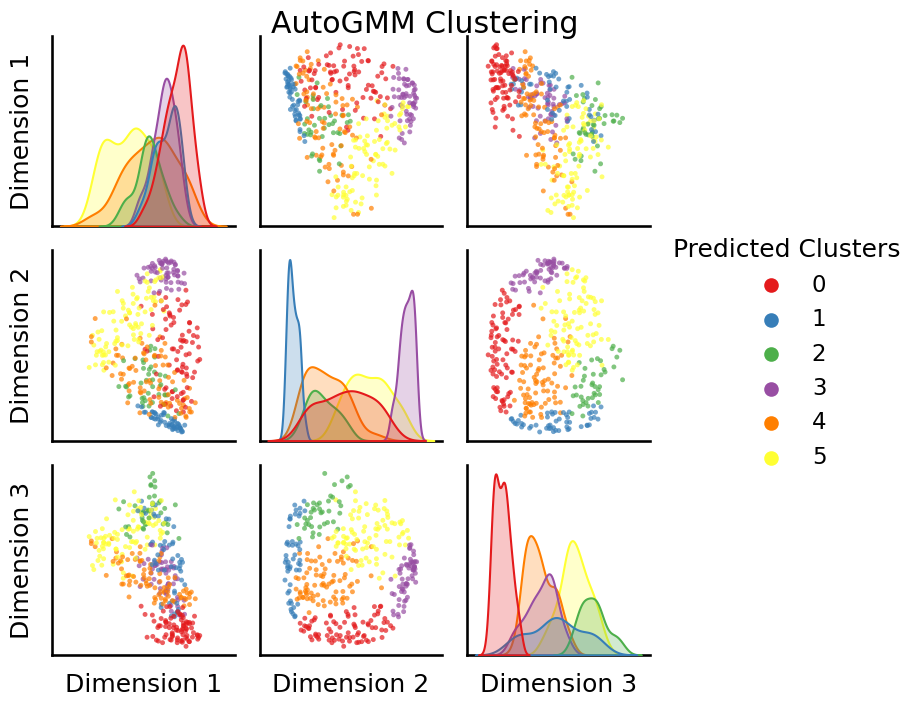 AutoGMM Clustering
Dimension 1
Dimension 2
Dimension 3
Dimension 1
Dimension 2
Dimension 3
Predicted Clusters
0
1
2
3
4
5